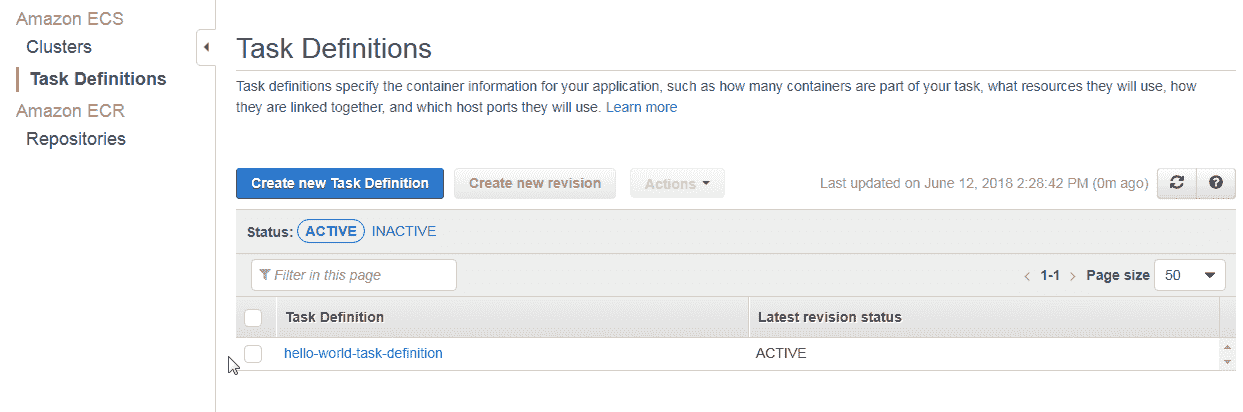 Amazon ECS
Clusters
Task Definitions
Amazon ECR
Repositories
Task Definitions
Task definitions specify the container information for your application, such as how many containers are part of your task, what resources they will use, how
they are linked together, and which host ports they will use. Learn more
Create new Task Definition Create new revision Actions Last updated on June 12, 2018 2:28:42 PM (0m ago)
Status: ACTIVE INACTIVE
Filter in this page < 1-1 > Page size 50
Task Definition Latest revision status
hello-world-task-definition ACTIVE